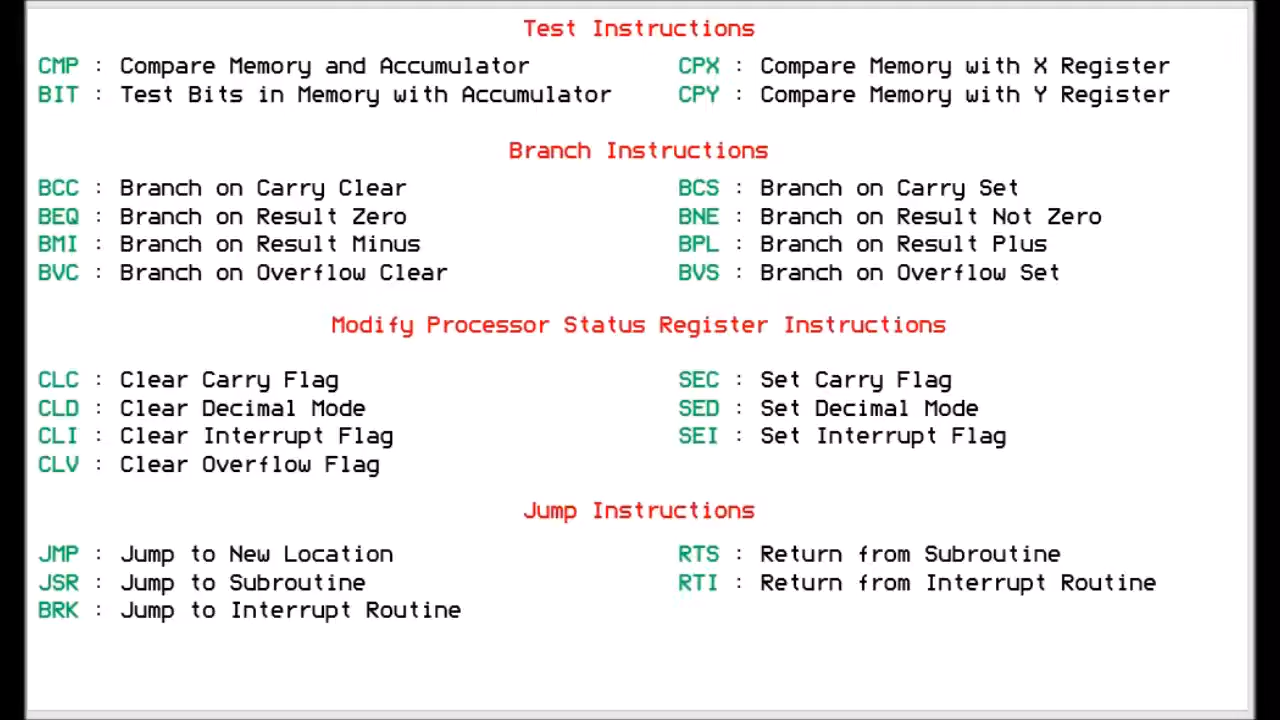 Test Instructions
CMP : Compare Memory and Accumulator CPX : Compare Memory with X Register
BIT : Test Bits in Memory with Accumulator CPY : Compare Memory with Y Register
Branch Instructions
BCC : Branch on Carry Clear BCS : Branch on Carry Set
BEQ : Branch on Result Zero BNE : Branch on Result Not Zero
BMI : Branch on Result Minus BPL : Branch on Result Plus
BVC : Branch on Overflow Clear BVS : Branch on Overflow Set
Modify Processor Status Register Instructions
CLC : Clear Carry Flag SEC : Set Carry Flag
CLD : Clear Decimal Mode SED : Set Decimal Mode
CLI : Clear Interrupt Flag SEI : Set Interrupt Flag
CLV : Clear Overflow Flag
Jump Instructions
JMP : Jump to New Location RTS : Return from Subroutine
JSR : Jump to Subroutine RTI : Return from Interrupt Routine
BRK : Jump to Interrupt Routine